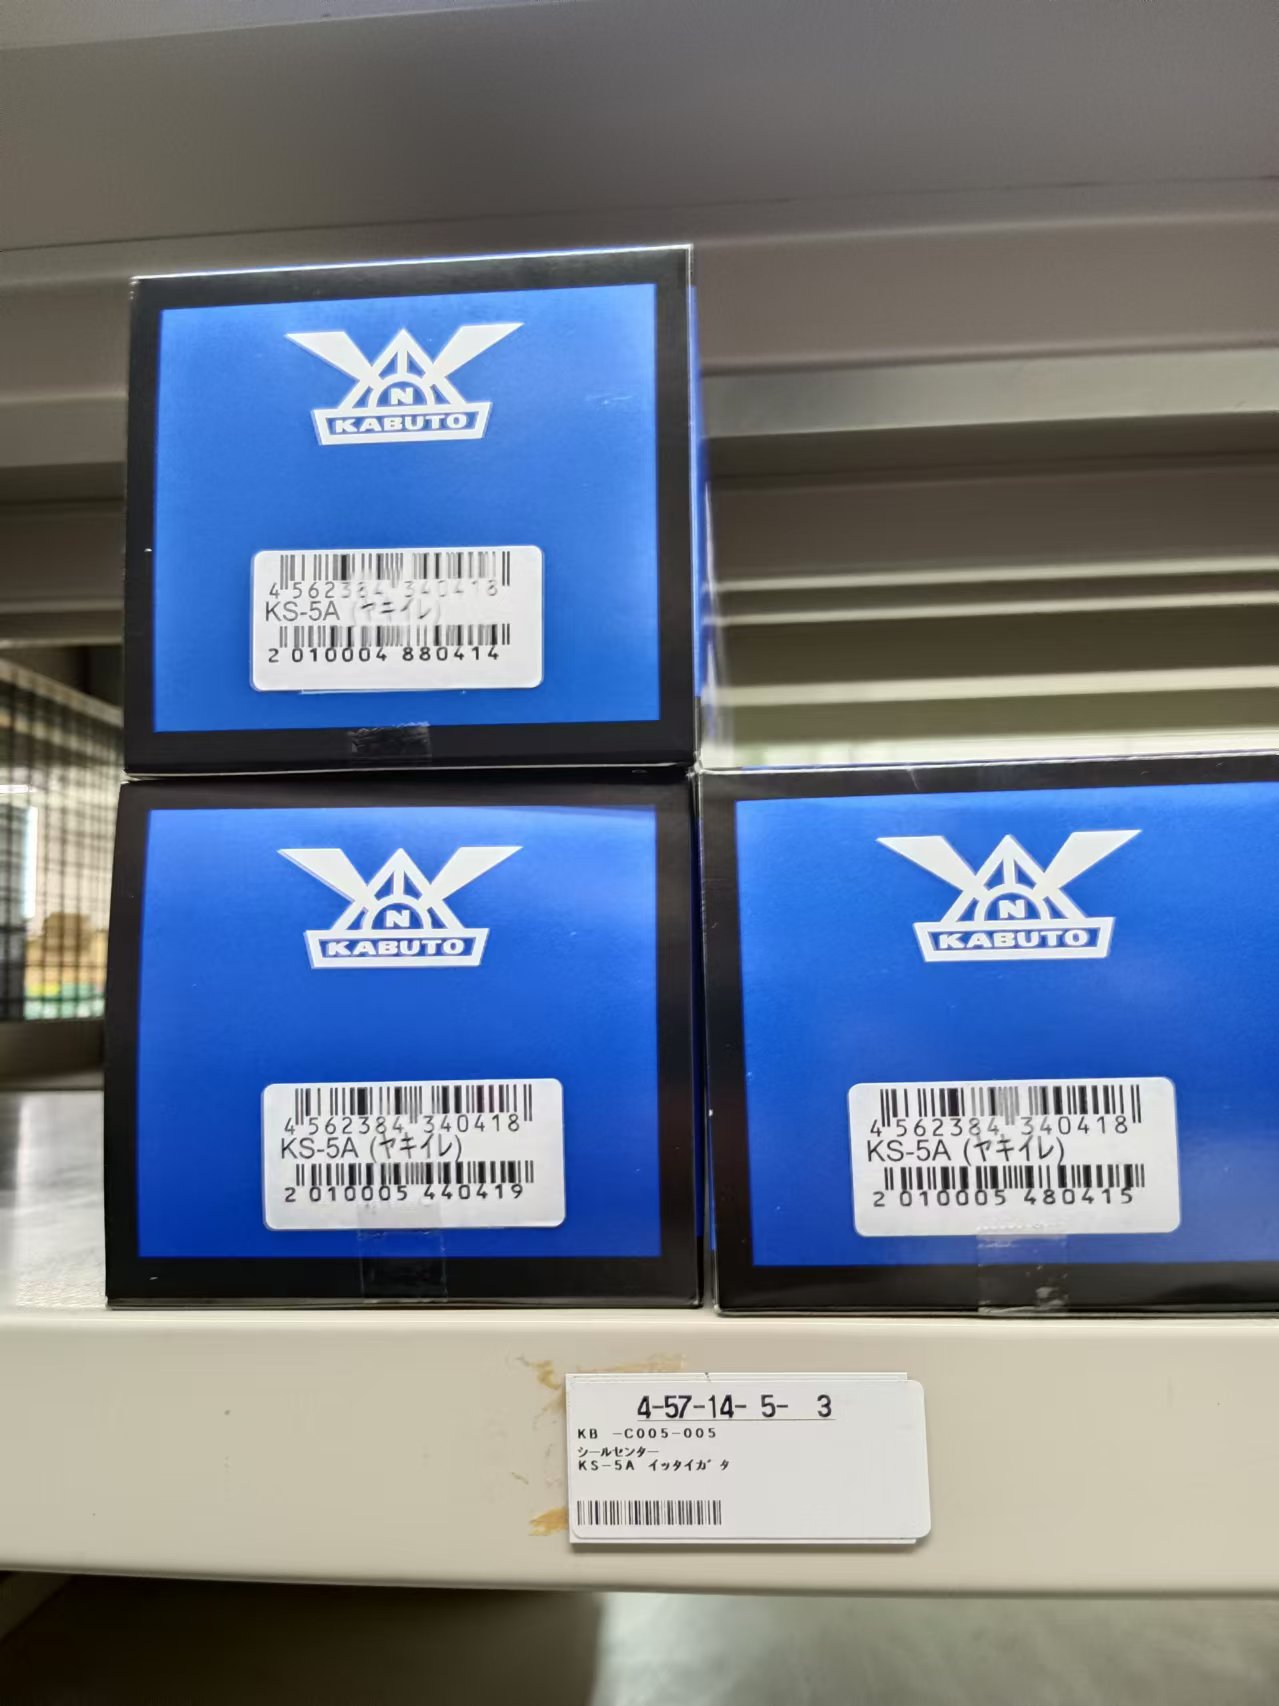 N
KABUTO
4 562384 340418
KS-5A (ヤキイレ)
2 010004 880414
N
KABUTO
4 562384 340418
KS-5A (ヤキイレ)
2 010005 440419
N
KABUTO
4 562384 340418
KS-5A (ヤキイレ)
2 010005 480415
4-57-14- 5- 3
KB -C005-005
シールセンター
KS-5A イッタイガタ